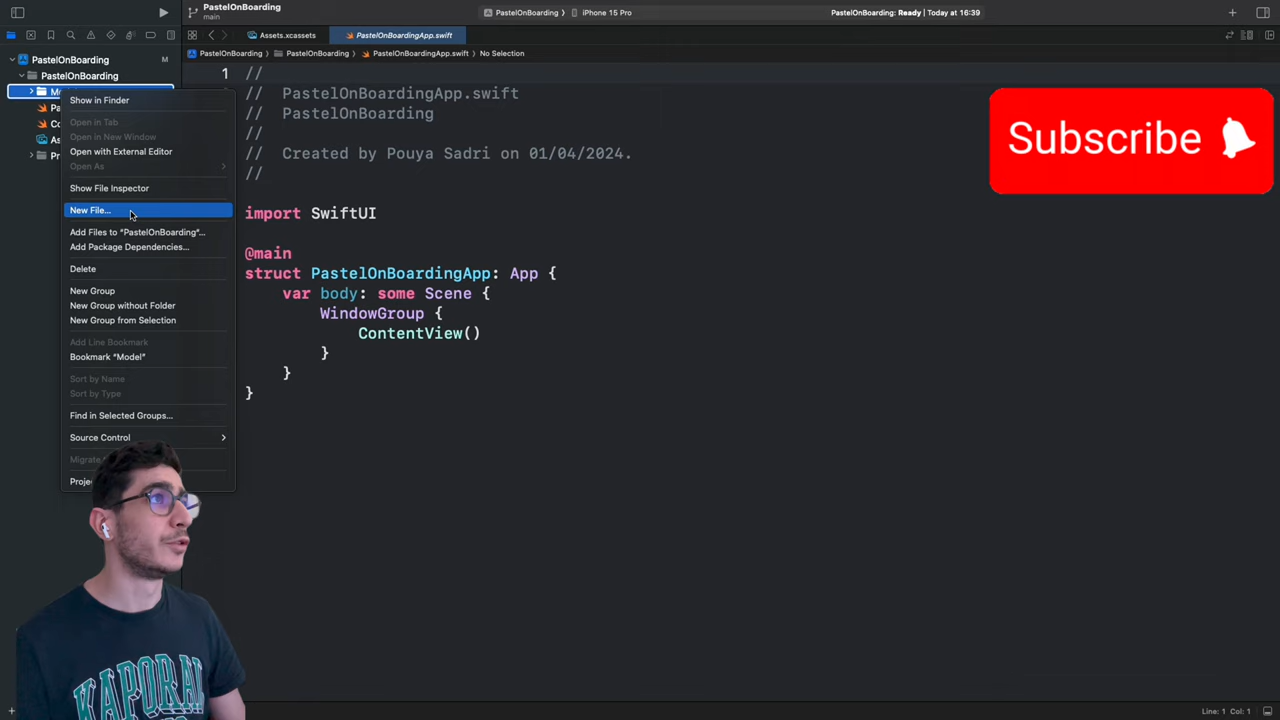 PastelOnBoarding
main
PastelOnBoarding
iPhone 15 Pro
PastelOnBoarding: Ready | Today at 16:39
Assets.xcassets
PastelOnBoardingApp.swift
PastelOnBoarding
PastelOnBoarding
PastelOnBoardingApp.swift
No Selection
PastelOnBoarding
M
PastelOnBoarding
Show in Finder
Open in Tab
Open in New Window
Open with External Editor
Open As
Show File Inspector
New File...
Add Files to “PastelOnBoarding”...
Add Package Dependencies...
Delete
New Group
New Group without Folder
New Group from Selection
Add Line Bookmark
Bookmark “Model”
Sort by Name
Sort by Type
Find in Selected Groups...
Source Control
Migrate
1
//
// PastelOnBoardingApp.swift
// PastelOnBoarding
//
// Created by Pouya Sadri on 01/04/2024.
//
import SwiftUI
@main
struct PastelOnBoardingApp: App {
var body: some Scene {
WindowGroup {
ContentView()
}
}
}
Subscribe
KAPORAL
Line: 1 Col: 1